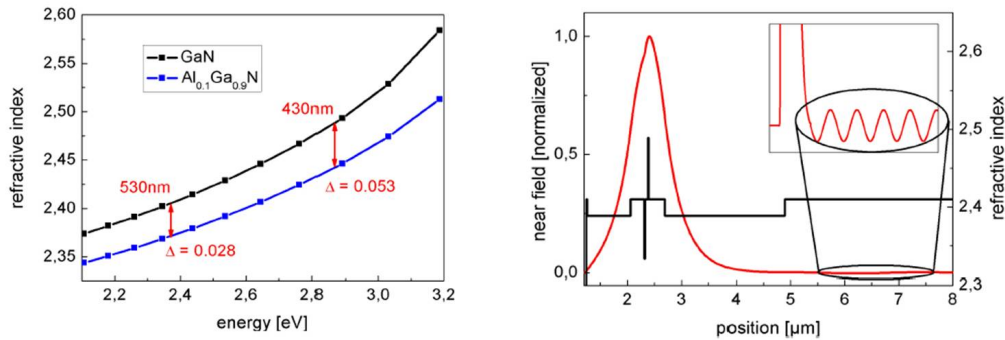 2,60
2,55
2,50
2,45
2,40
2,35
refractive index
GaN
Al0.1Ga0.9N
430nm
530nm
Δ = 0.053
Δ = 0.028
2,2 2,4 2,6 2,8 3,0 3,2
energy [eV]
1,0
0,5
0,0
near field [normalized]
2.6
2.5
2.4
2.3
refractive index
2 3 4 5 6 7 8
position [µm]